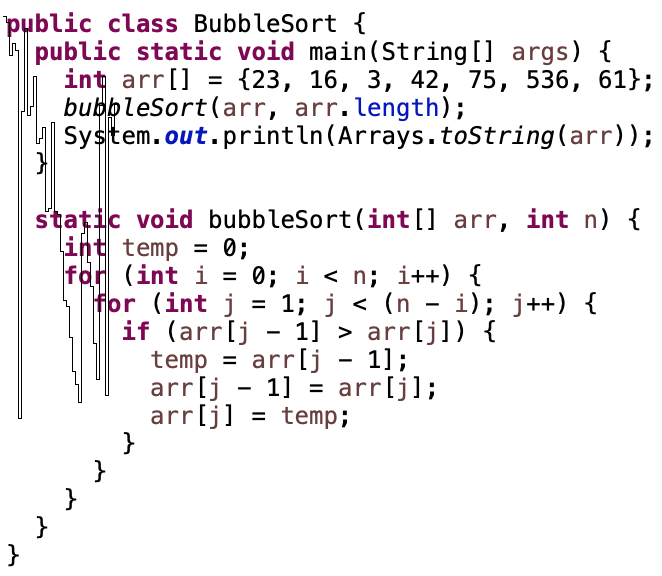 public class BubbleSort {
  public static void main(String[] args) {
    int arr[] = {23, 16, 3, 42, 75, 536, 61};
    bubbleSort(arr, arr.length);
    System.out.println(Arrays.toString(arr));
  }

  static void bubbleSort(int[] arr, int n) {
    int temp = 0;
    for (int i = 0; i < n; i++) {
      for (int j = 1; j < (n - i); j++) {
        if (arr[j - 1] > arr[j]) {
          temp = arr[j - 1];
          arr[j - 1] = arr[j];
          arr[j] = temp;
        }
      }
    }
  }
}